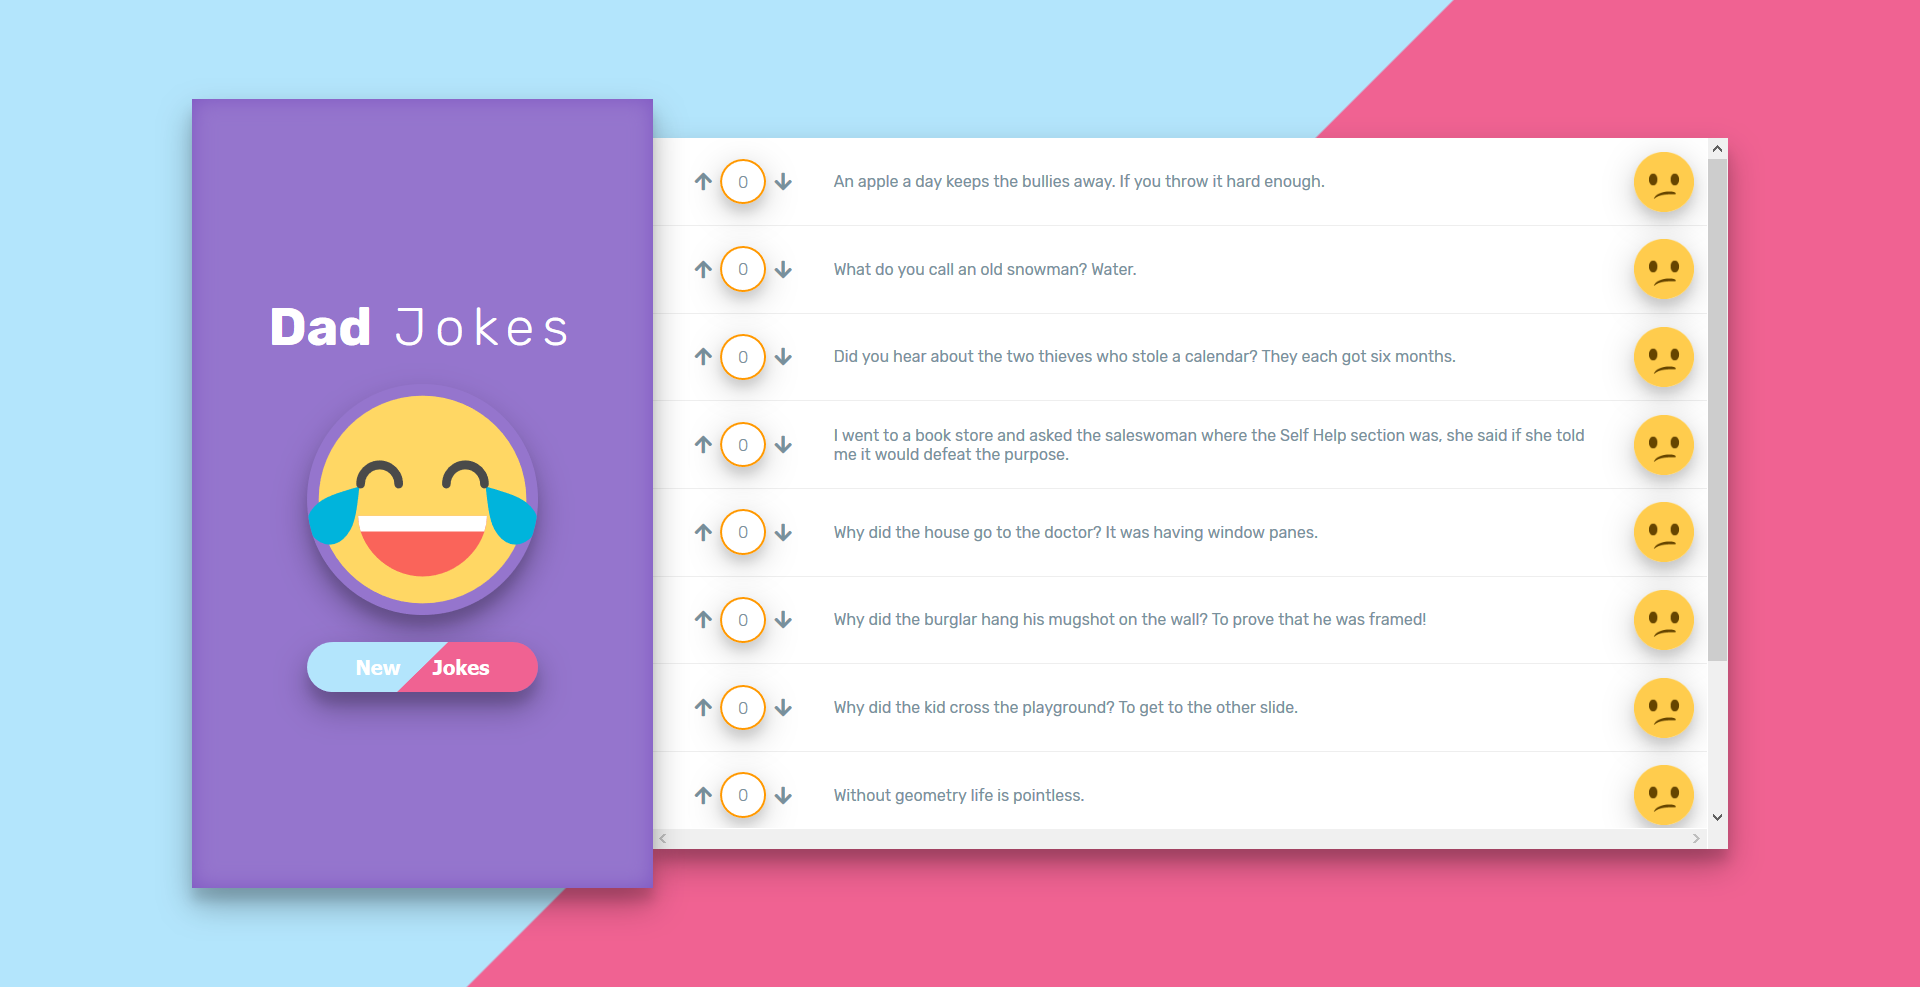 Dad Jokes
New Jokes
0
An apple a day keeps the bullies away. If you throw it hard enough.
0
What do you call an old snowman? Water.
0
Did you hear about the two thieves who stole a calendar? They each got six months.
0
I went to a book store and asked the saleswoman where the Self Help section was, she said if she told
me it would defeat the purpose.
0
Why did the house go to the doctor? It was having window panes.
0
Why did the burglar hang his mugshot on the wall? To prove that he was framed!
0
Why did the kid cross the playground? To get to the other slide.
0
Without geometry life is pointless.